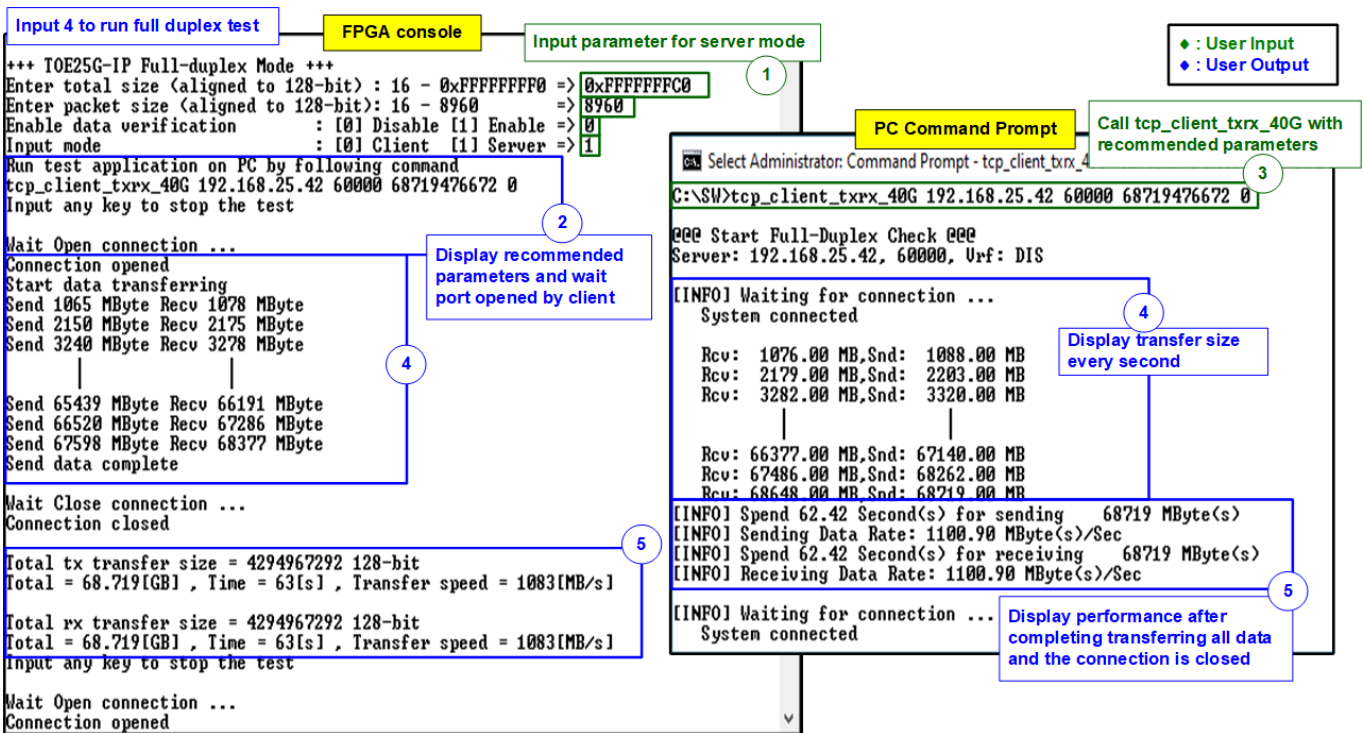 Input 4 to run full duplex test
FPGA console
Input parameter for server mode
1
+++ TOE25G-IP Full-duplex Mode +++
Enter total size (aligned to 128-bit) : 16 - 0xFFFFFFFF0 => 0xFFFFFFFC0
Enter packet size (aligned to 128-bit): 16 - 8960 => 8960
Enable data verification : [0] Disable [1] Enable => 0
Input mode : [0] Client [1] Server => 1
Run test application on PC by following command
tcp_client_txrx_40G 192.168.25.42 60000 68719476672 0
Input any key to stop the test
2
Display recommended
parameters and wait
port opened by client
Wait Open connection ...
Connection opened
Start data transferring
Send 1065 MByte Recv 1078 MByte
Send 2150 MByte Recv 2175 MByte
Send 3240 MByte Recv 3278 MByte
4
Send 65439 MByte Recv 66191 MByte
Send 66520 MByte Recv 67286 MByte
Send 67598 MByte Recv 68377 MByte
Send data complete
Wait Close connection ...
Connection closed
5
Total tx transfer size = 4294967292 128-bit
Total = 68.719[GB] , Time = 63[s] , Transfer speed = 1083[MB/s]
Total rx transfer size = 4294967292 128-bit
Total = 68.719[GB] , Time = 63[s] , Transfer speed = 1083[MB/s]
Input any key to stop the test
Wait Open connection ...
Connection opened
◆ : User Input
◆ : User Output
PC Command Prompt
Call tcp_client_txrx_40G with
recommended parameters
3
Select Administrator: Command Prompt - tcp_client_txrx_4
C:\SW>tcp_client_txrx_40G 192.168.25.42 60000 68719476672 0
@@@ Start Full-Duplex Check @@@
Server: 192.168.25.42, 60000, Vrf: DIS
[INFO] Waiting for connection ...
System connected
4
Display transfer size
every second
Rcv: 1076.00 MB,Snd: 1088.00 MB
Rcv: 2179.00 MB,Snd: 2203.00 MB
Rcv: 3282.00 MB,Snd: 3320.00 MB
Rcv: 66377.00 MB,Snd: 67140.00 MB
Rcv: 67486.00 MB,Snd: 68262.00 MB
Rcv: 68648.00 MB,Snd: 68719.00 MB
[INFO] Spend 62.42 Second(s) for sending 68719 MByte(s)
[INFO] Sending Data Rate: 1100.90 MByte(s)/Sec
[INFO] Spend 62.42 Second(s) for receiving 68719 MByte(s)
[INFO] Receiving Data Rate: 1100.90 MByte(s)/Sec
5
[INFO] Waiting for connection ...
System connected
Display performance after
completing transferring all data
and the connection is closed